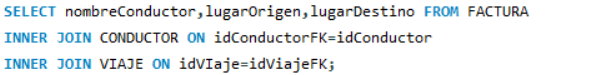 SELECT nombreConductor,lugarOrigen,lugarDestino FROM FACTURA
INNER JOIN CONDUCTOR ON idConductorFK=idConductor
INNER JOIN VIAJE ON idVIaje=idViajeFK;